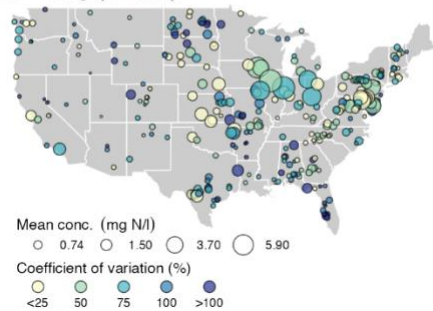 Mean conc. (mg N/l)
0.74 1.50 3.70 5.90
Coefficient of variation (%)
<25 50 75 100 >100